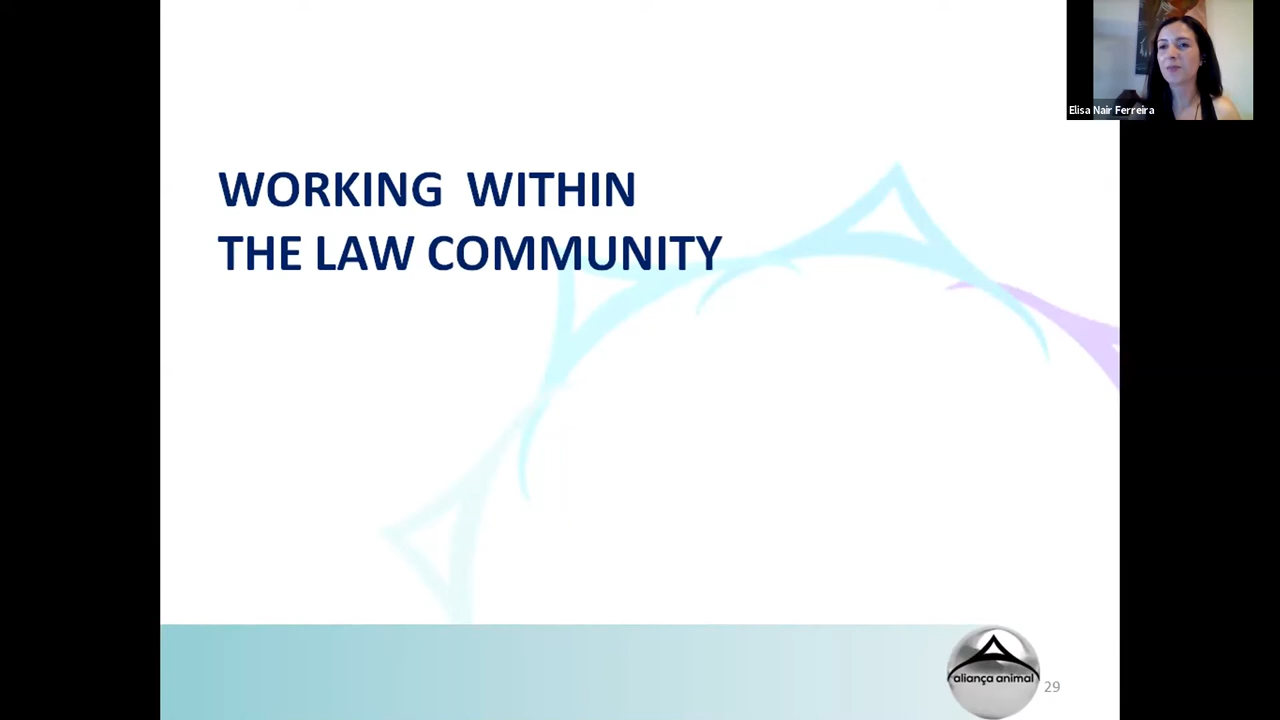 Elisa Nair Ferreira
WORKING WITHIN
THE LAW COMMUNITY
aliança animal
29